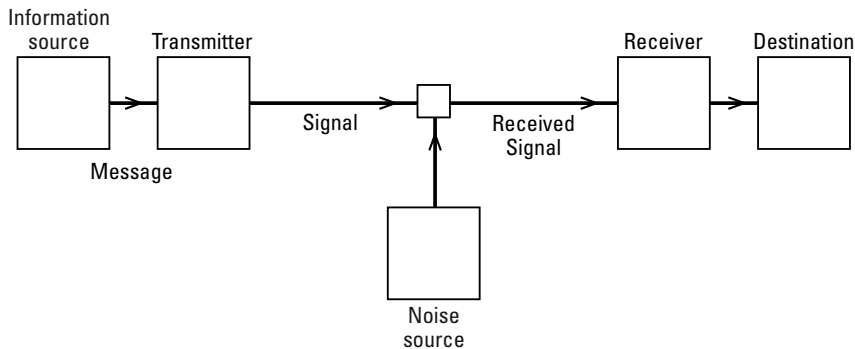 Information
source
Transmitter
Receiver
Destination
Signal
Received
Signal
Message
Noise
source